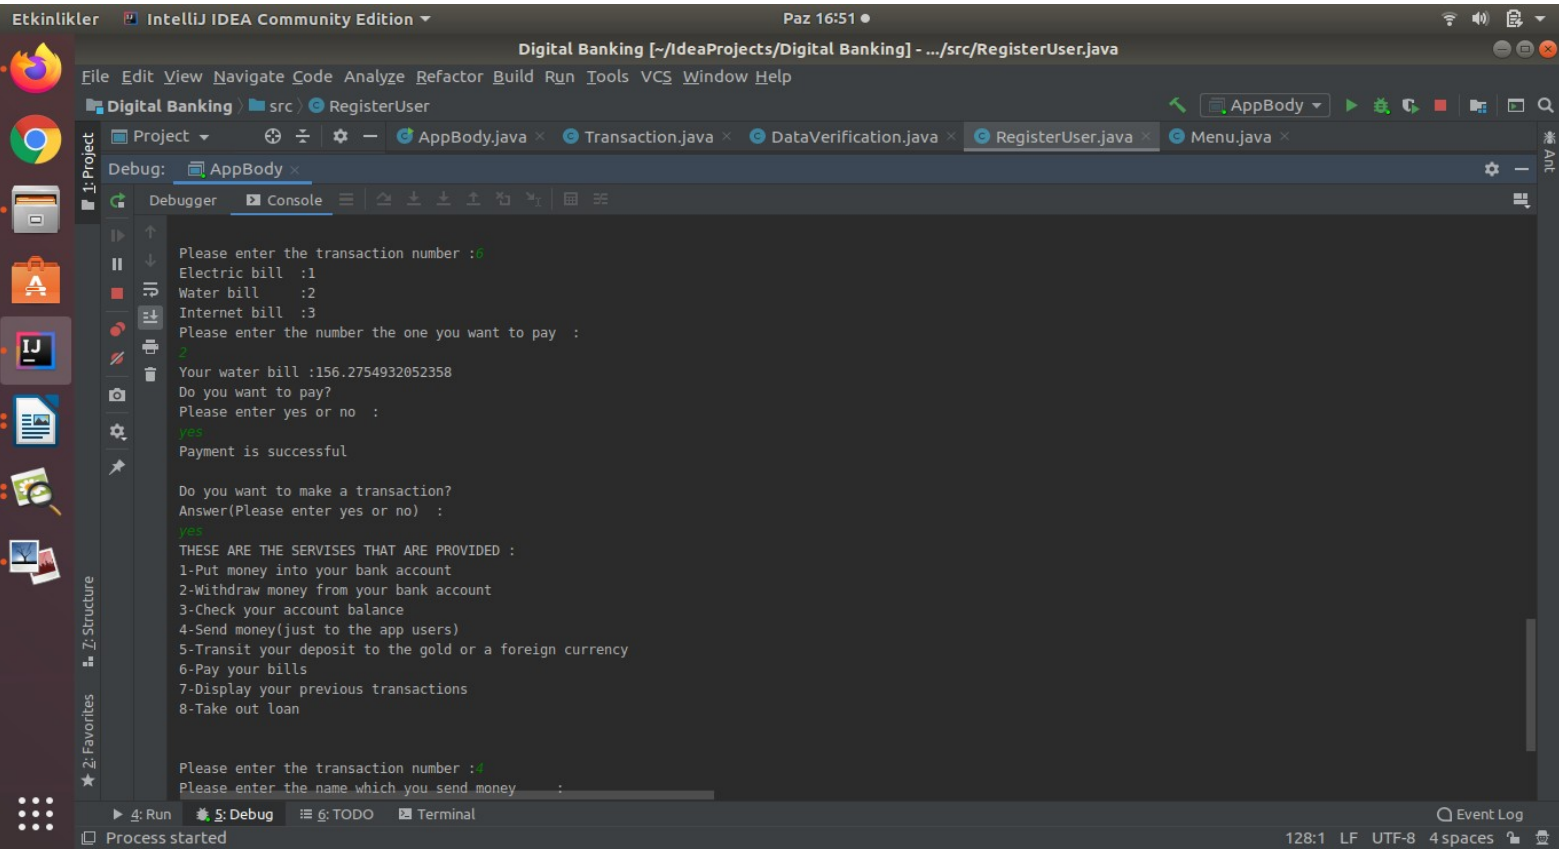 Etkinlikler IntelliJ IDEA Community Edition Paz 16:51
Digital Banking [~/IdeaProjects/Digital Banking] - .../src/RegisterUser.java
File Edit View Navigate Code Analyze Refactor Build Run Tools VCS Window Help
Digital Banking src RegisterUser AppBody
1: Project
Project AppBody.java Transaction.java DataVerification.java RegisterUser.java Menu.java
Ant
Debug: AppBody
Debugger Console
Please enter the transaction number :6
Electric bill  :1
Water bill     :2
Internet bill  :3
Please enter the number the one you want to pay  :
2
Your water bill :156.2754932052358
Do you want to pay?
Please enter yes or no  :
yes
Payment is successful
Do you want to make a transaction?
Answer(Please enter yes or no)  :
yes
THESE ARE THE SERVISES THAT ARE PROVIDED :
1-Put money into your bank account
2-Withdraw money from your bank account
3-Check your account balance
4-Send money(just to the app users)
5-Transit your deposit to the gold or a foreign currency
6-Pay your bills
7-Display your previous transactions
8-Take out loan
Please enter the transaction number :4
Please enter the name which you send money     :
7: Structure
2: Favorites
4: Run 5: Debug 6: TODO Terminal Event Log
Process started 128:1 LF UTF-8 4 spaces